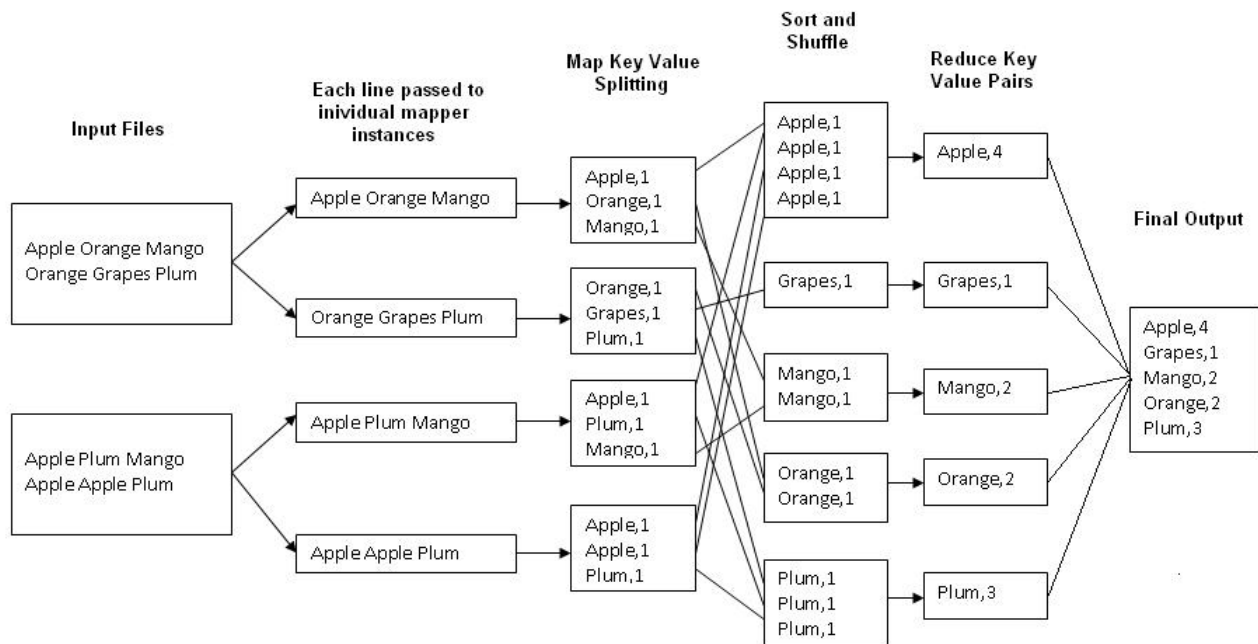 Input Files
Apple Orange Mango
Orange Grapes Plum
Apple Plum Mango
Apple Apple Plum
Each line passed to
inividual mapper
instances
Apple Orange Mango
Orange Grapes Plum
Apple Plum Mango
Apple Apple Plum
Map Key Value
Splitting
Apple,1
Orange,1
Mango,1
Orange,1
Grapes,1
Plum,1
Apple,1
Plum,1
Mango,1
Apple,1
Apple,1
Plum,1
Sort and
Shuffle
Apple,1
Apple,1
Apple,1
Apple,1
Grapes,1
Mango,1
Mango,1
Orange,1
Orange,1
Plum,1
Plum,1
Plum,1
Reduce Key
Value Pairs
Apple,4
Grapes,1
Mango,2
Orange,2
Plum,3
Final Output
Apple,4
Grapes,1
Mango,2
Orange,2
Plum,3